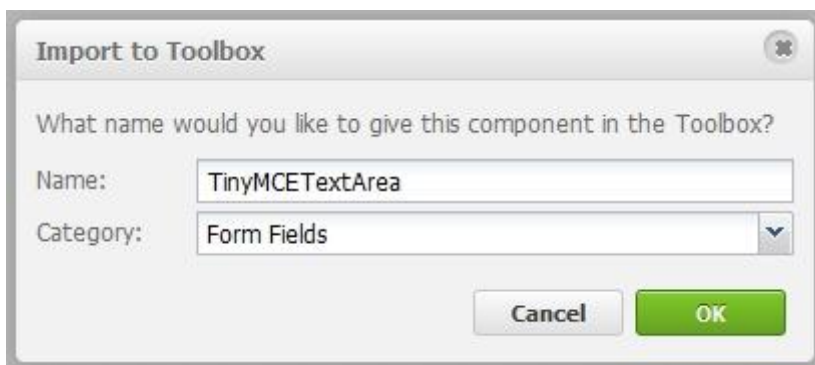 Import to Toolbox
What name would you like to give this component in the Toolbox?
Name: TinyMCETextArea
Category: Form Fields
Cancel OK